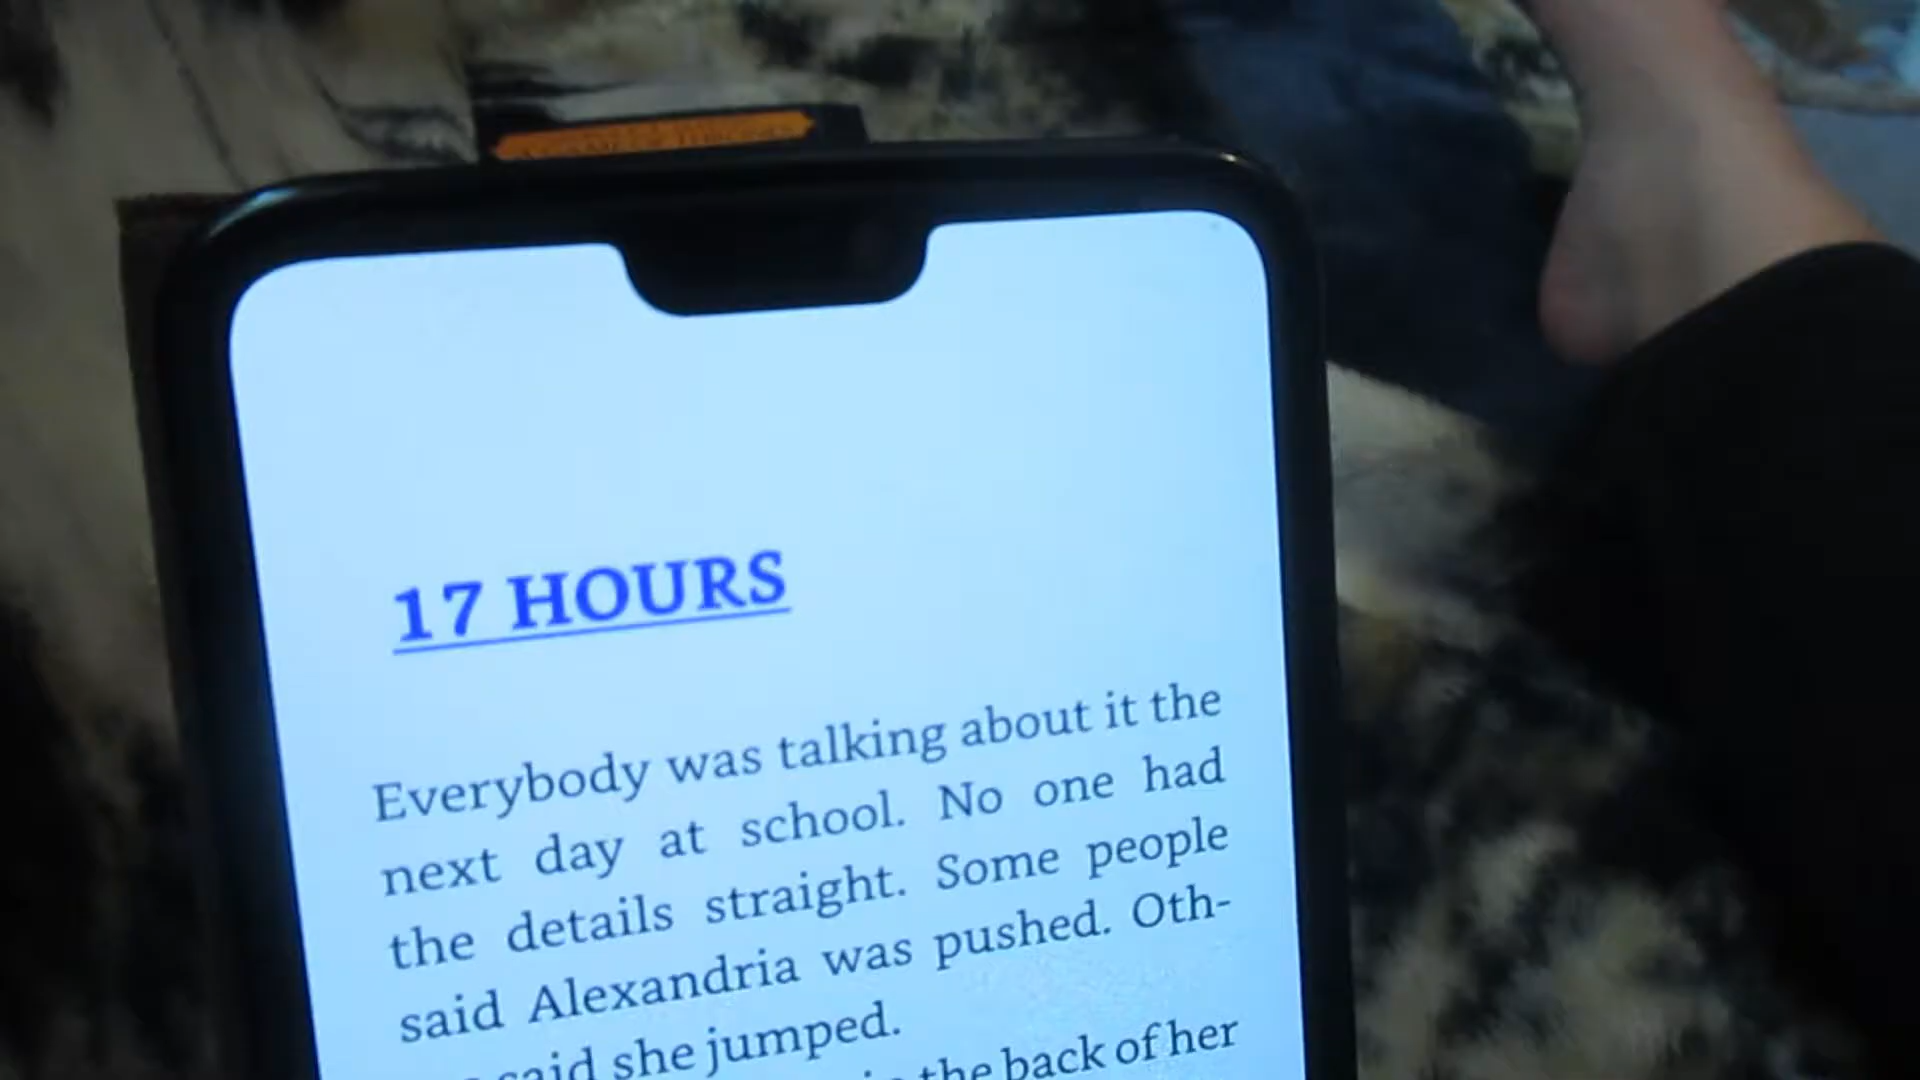 17 HOURS
Everybody was talking about it the
next day at school. No one had
the details straight. Some people
said Alexandria was pushed. Oth-
said she jumped.
the back of her